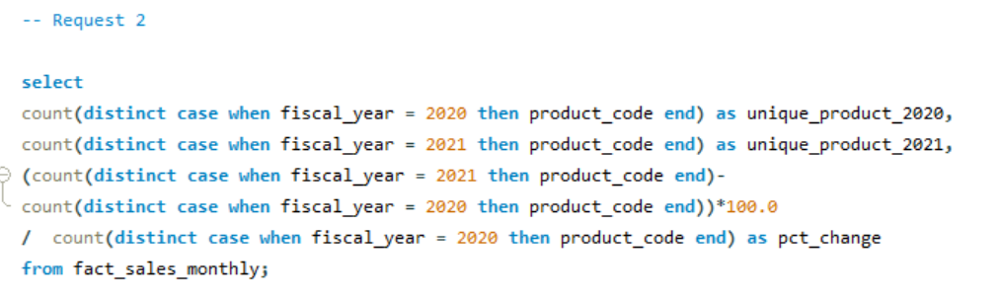 -- Request 2
select
count(distinct case when fiscal_year = 2020 then product_code end) as unique_product_2020,
count(distinct case when fiscal_year = 2021 then product_code end) as unique_product_2021,
(count(distinct case when fiscal_year = 2021 then product_code end)-
count(distinct case when fiscal_year = 2020 then product_code end))*100.0
/  count(distinct case when fiscal_year = 2020 then product_code end) as pct_change
from fact_sales_monthly;